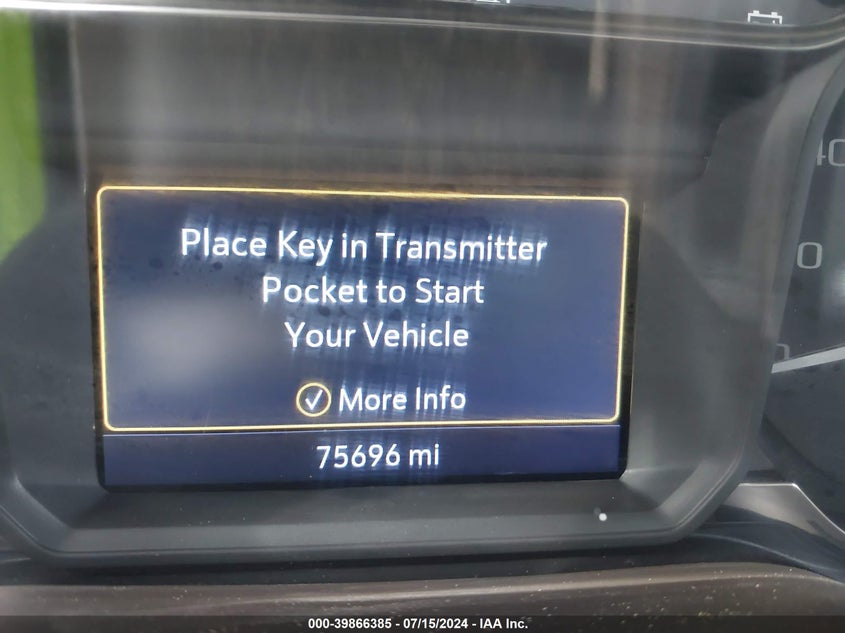 Place Key in Transmitter
Pocket to Start
Your Vehicle
More Info
75696 mi
000-39866385 - 07/15/2024 - IAA Inc.